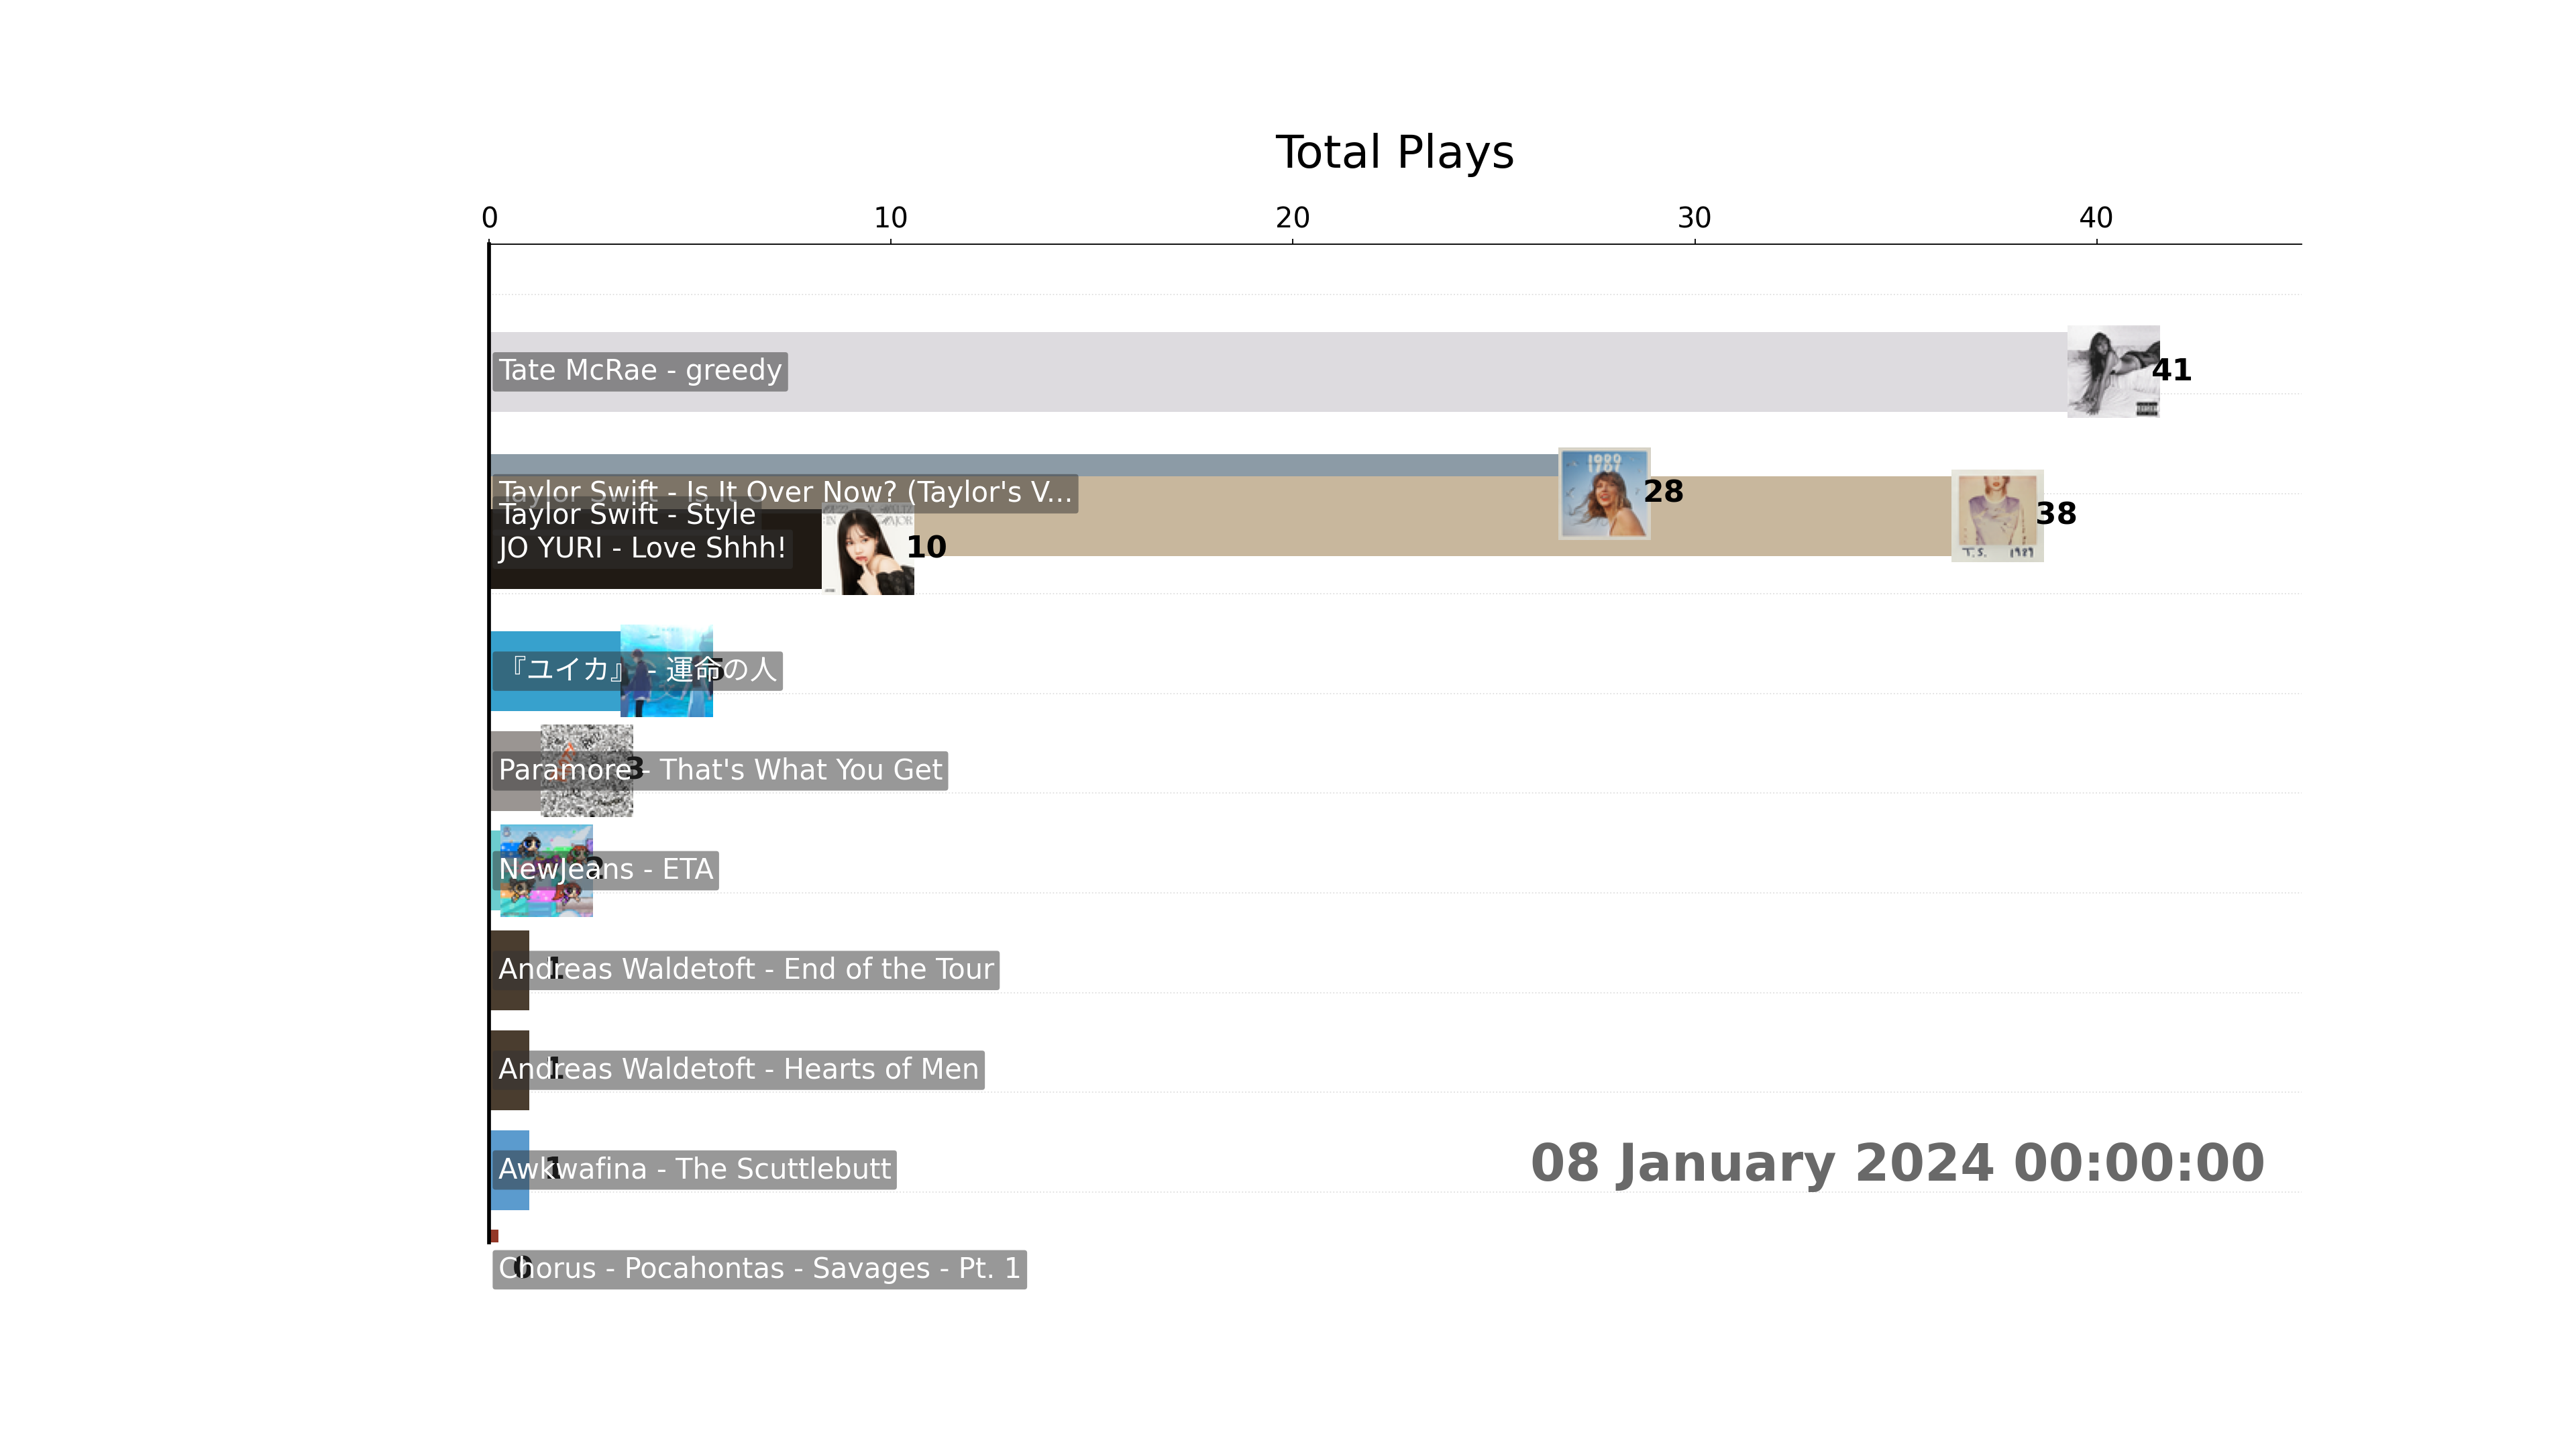 Total Plays
0 10 20 30 40
Tate McRae - greedy 41
Taylor Swift - Is It Over Now? (Taylor's V... 28
Taylor Swift - Style 38
JO YURI - Love Shhh! 10
『ユイカ』 - 運命の人 5
Paramore - That's What You Get 3
NewJeans - ETA 2
Andreas Waldetoft - End of the Tour 1
Andreas Waldetoft - Hearts of Men 1
Awkwafina - The Scuttlebutt 1
08 January 2024 00:00:00
Chorus - Pocahontas - Savages - Pt. 1 0
T.S. 1989